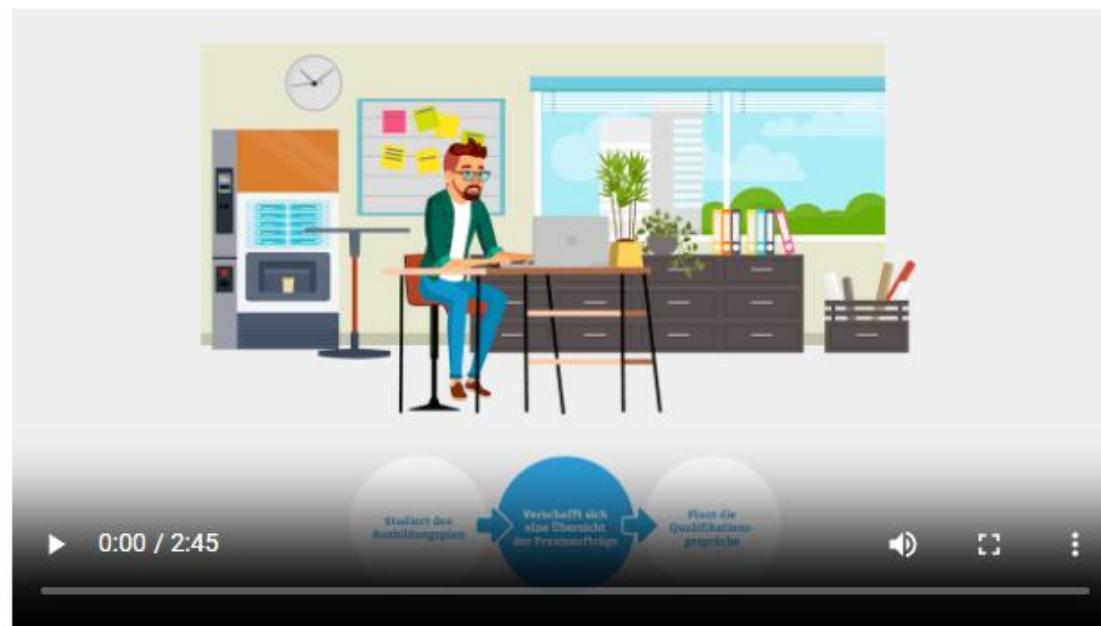 Studiert den
Ausbildungsplan
Verschafft sich
eine Übersicht
der Praxisaufträge
Plant die
Qualifikations-
gespräche
0:00 / 2:45